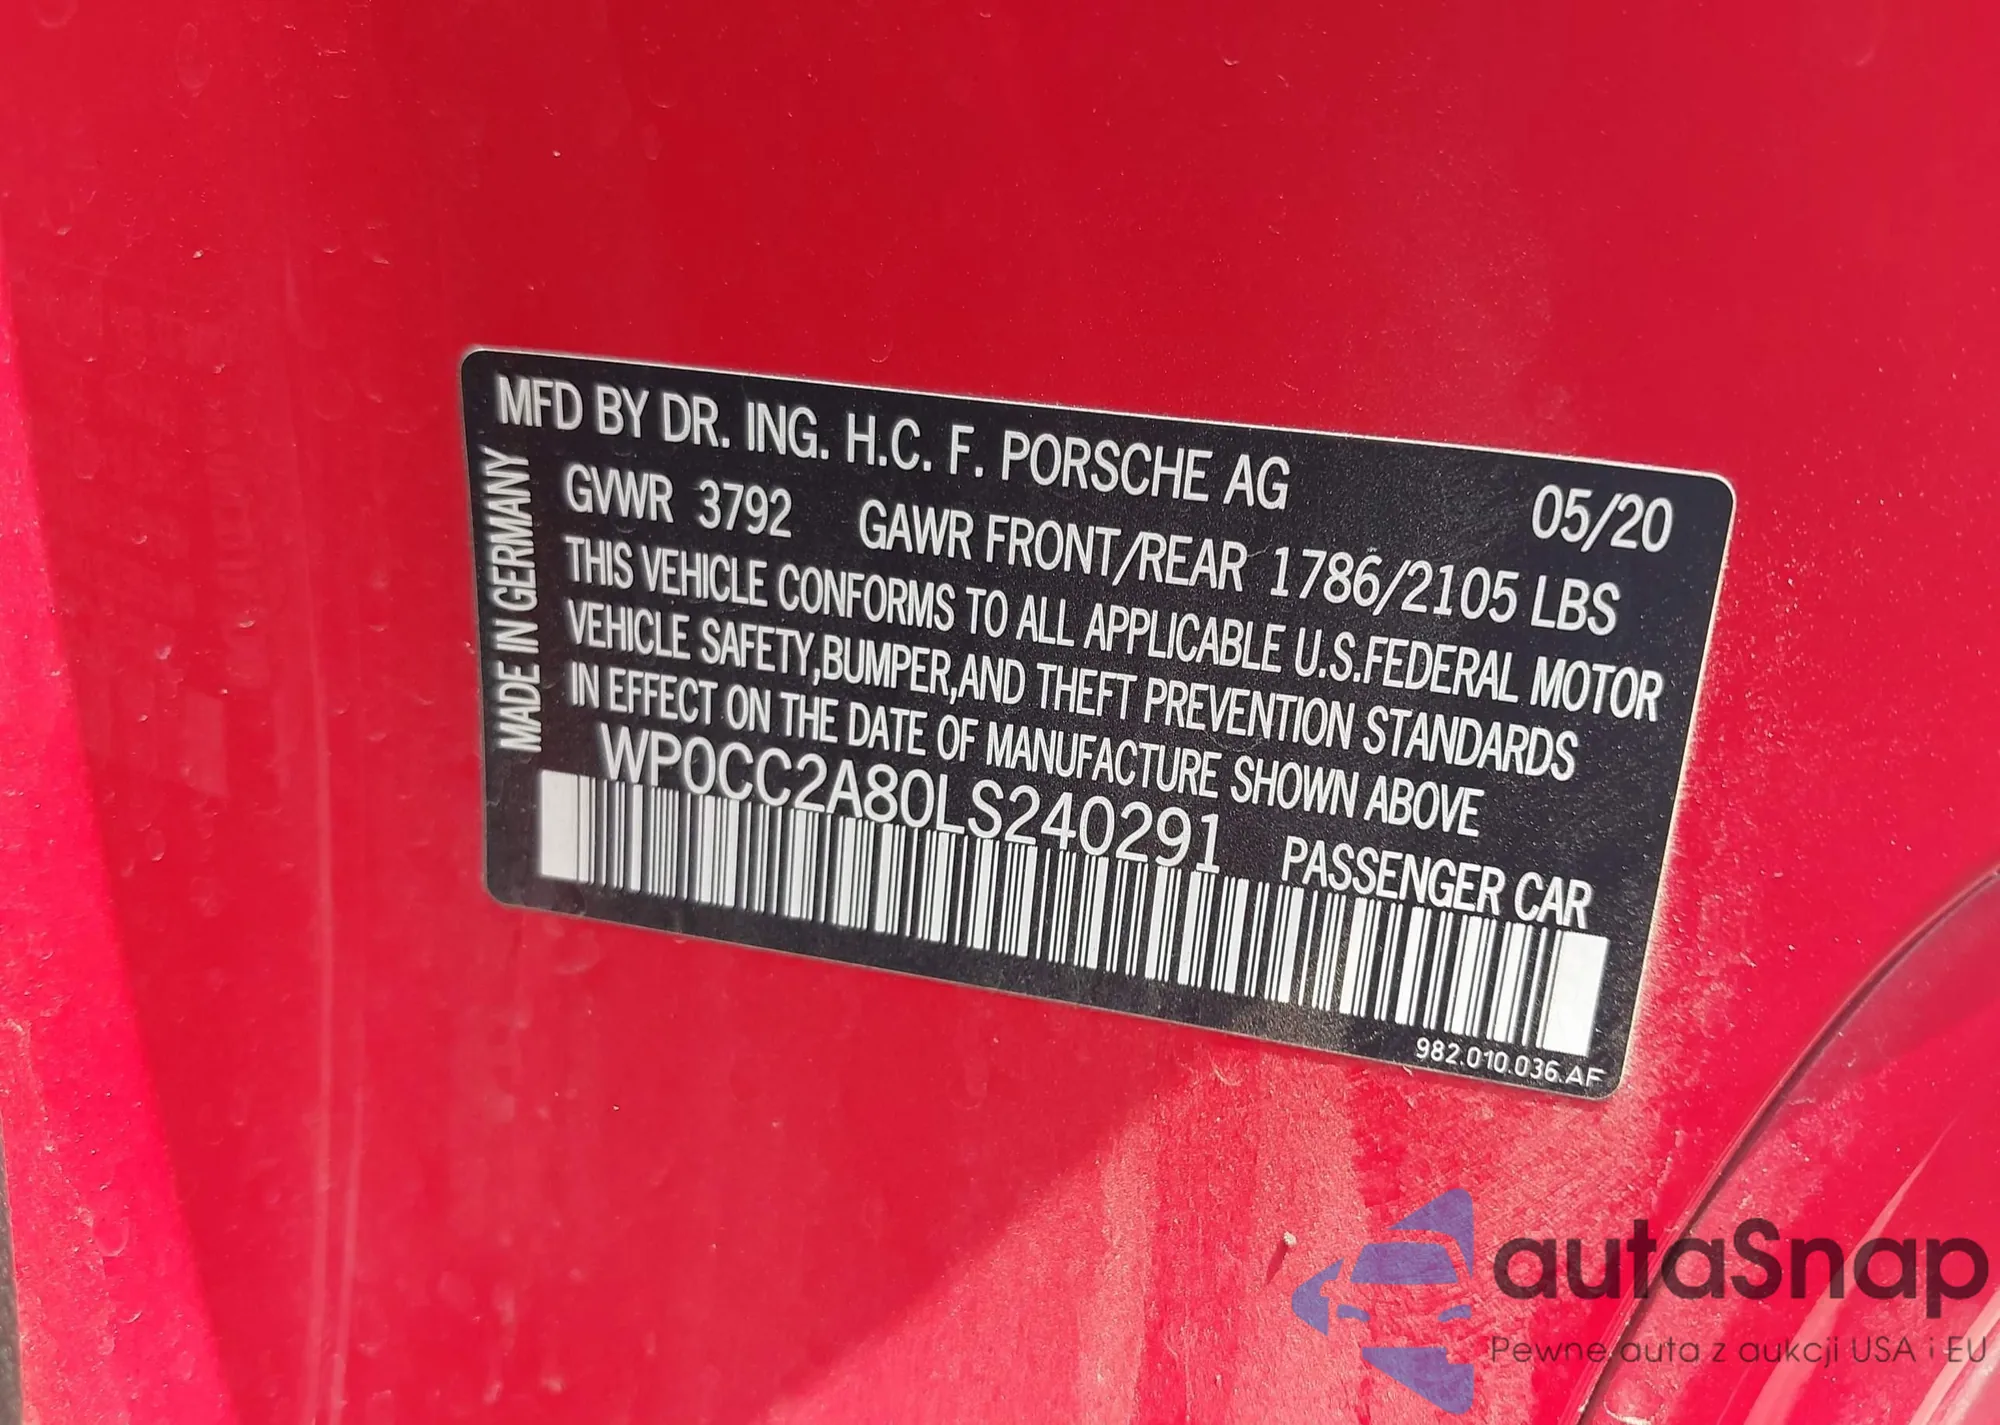 MFD BY DR. ING. H.C. F. PORSCHE AG 05/20
GVWR 3792 GAWR FRONT/REAR 1786/2105 LBS
THIS VEHICLE CONFORMS TO ALL APPLICABLE U.S.FEDERAL MOTOR
VEHICLE SAFETY,BUMPER,AND THEFT PREVENTION STANDARDS
IN EFFECT ON THE DATE OF MANUFACTURE SHOWN ABOVE
WP0CC2A80LS240291 PASSENGER CAR
MADE IN GERMANY
982.010.036.AF
autaSnap
Pewne auta z aukcji USA i EU